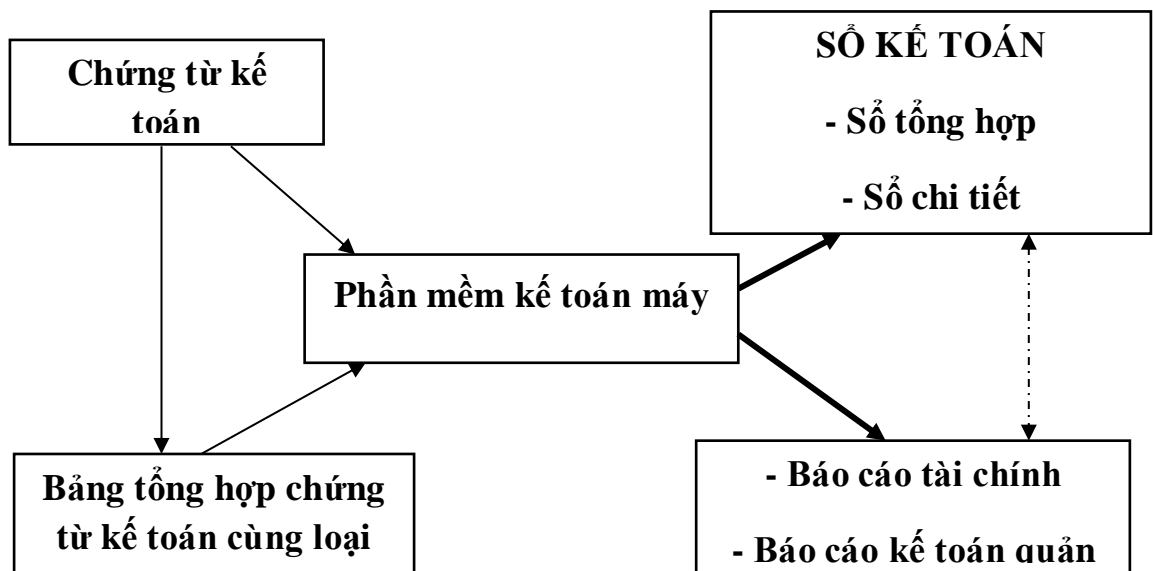 Chứng từ kế
toán
SỔ KẾ TOÁN
- Sổ tổng hợp
- Sổ chi tiết
Phần mềm kế toán máy
Bảng tổng hợp chứng
từ kế toán cùng loại
- Báo cáo tài chính
- Báo cáo kế toán quản